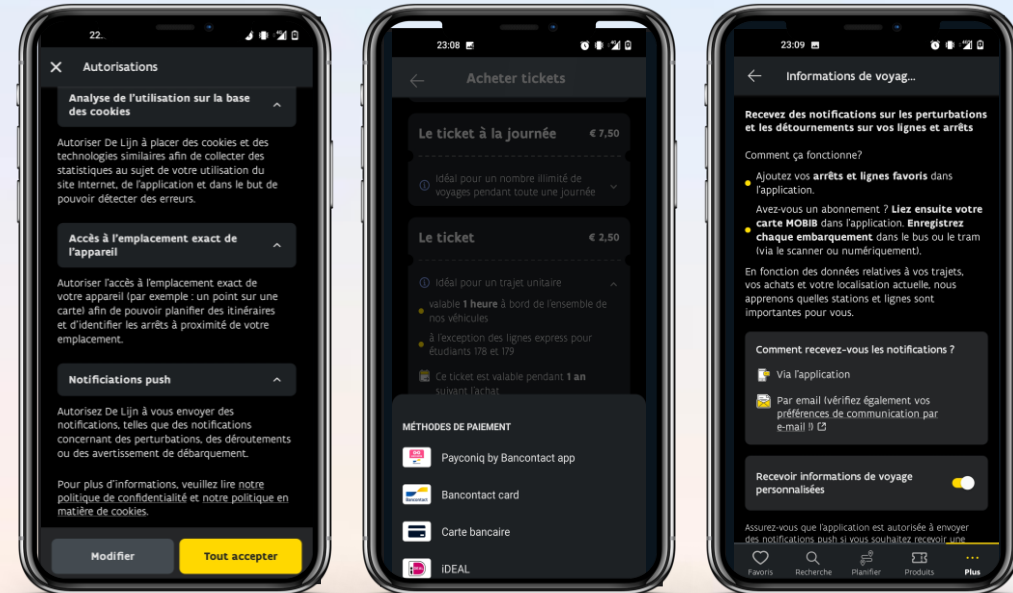 22..
Autorisations
Analyse de l'utilisation sur la base
des cookies
Autoriser De Lijn à placer des cookies et des
technologies similaires afin de collecter des
statistiques au sujet de votre utilisation du
site Internet, de l'application et dans le but de
pouvoir détecter des erreurs.
Accès à l'emplacement exact de
l'appareil
Autoriser l'accès à l'emplacement exact de
votre appareil (par exemple : un point sur une
cartel afin de pouvoir planifier des itinéraires
et d'identifier les arrêts à proximité de votre
emplacement.
Notificiations push
Autorisez De Lijn à vous envoyer des
notifications, telles que des notifications
concernant des perturbations, des déroutements
ou des avertissement de débarquement.
Pour plus d'informations, veuillez lire notre
politique de confidentialité et notre politique en
matière de cookies.
Modifier
Tout accepter
23:08
Acheter tickets
Le ticket à la journée € 7,50
Idéal pour un nombre illimité de
voyages pendant toute une journée
Le ticket € 2,50
Idéal pour un trajet unitaire
valable 1 heure à bord de l'ensemble de
nos véhicules
à l'exception des lignes express pour
étudiants 178 et 179
Ce ticket est valable pendant 1 an
suivant l'achat
MÉTHODES DE PAIEMENT
Payconiq by Bancontact app
Bancontact
Bancontact card
Carte bancaire
iDEAL
23:09
Informations de voyag...
Recevez des notifications sur les perturbations
et les détournements sur vos lignes et arrêts
Comment ça fonctionne?
Ajoutez vos arrêts et lignes favoris dans
l'application.
Avez-vous un abonnement ? Liez ensuite votre
carte MOBIB dans l'application. Enregistrez
chaque embarquement dans le bus ou le tram
(via le scanner ou numériquement).
En fonction des données relatives à vos trajets,
vos achats et votre localisation actuelle, nous
apprenons quelles stations et lignes sont
importantes pour vous.
Comment recevez-vous les notifications ?
Via l'application
Par email (vérifiez également vos
préférences de communication par
e-mail !)
Recevoir informations de voyage
personnalisées
Assurez-vous que l'application est autorisée à envoyer
des notifications push si vous souhaitez recevoir une
Favoris
Recherche
Planifier
Produits
Plus